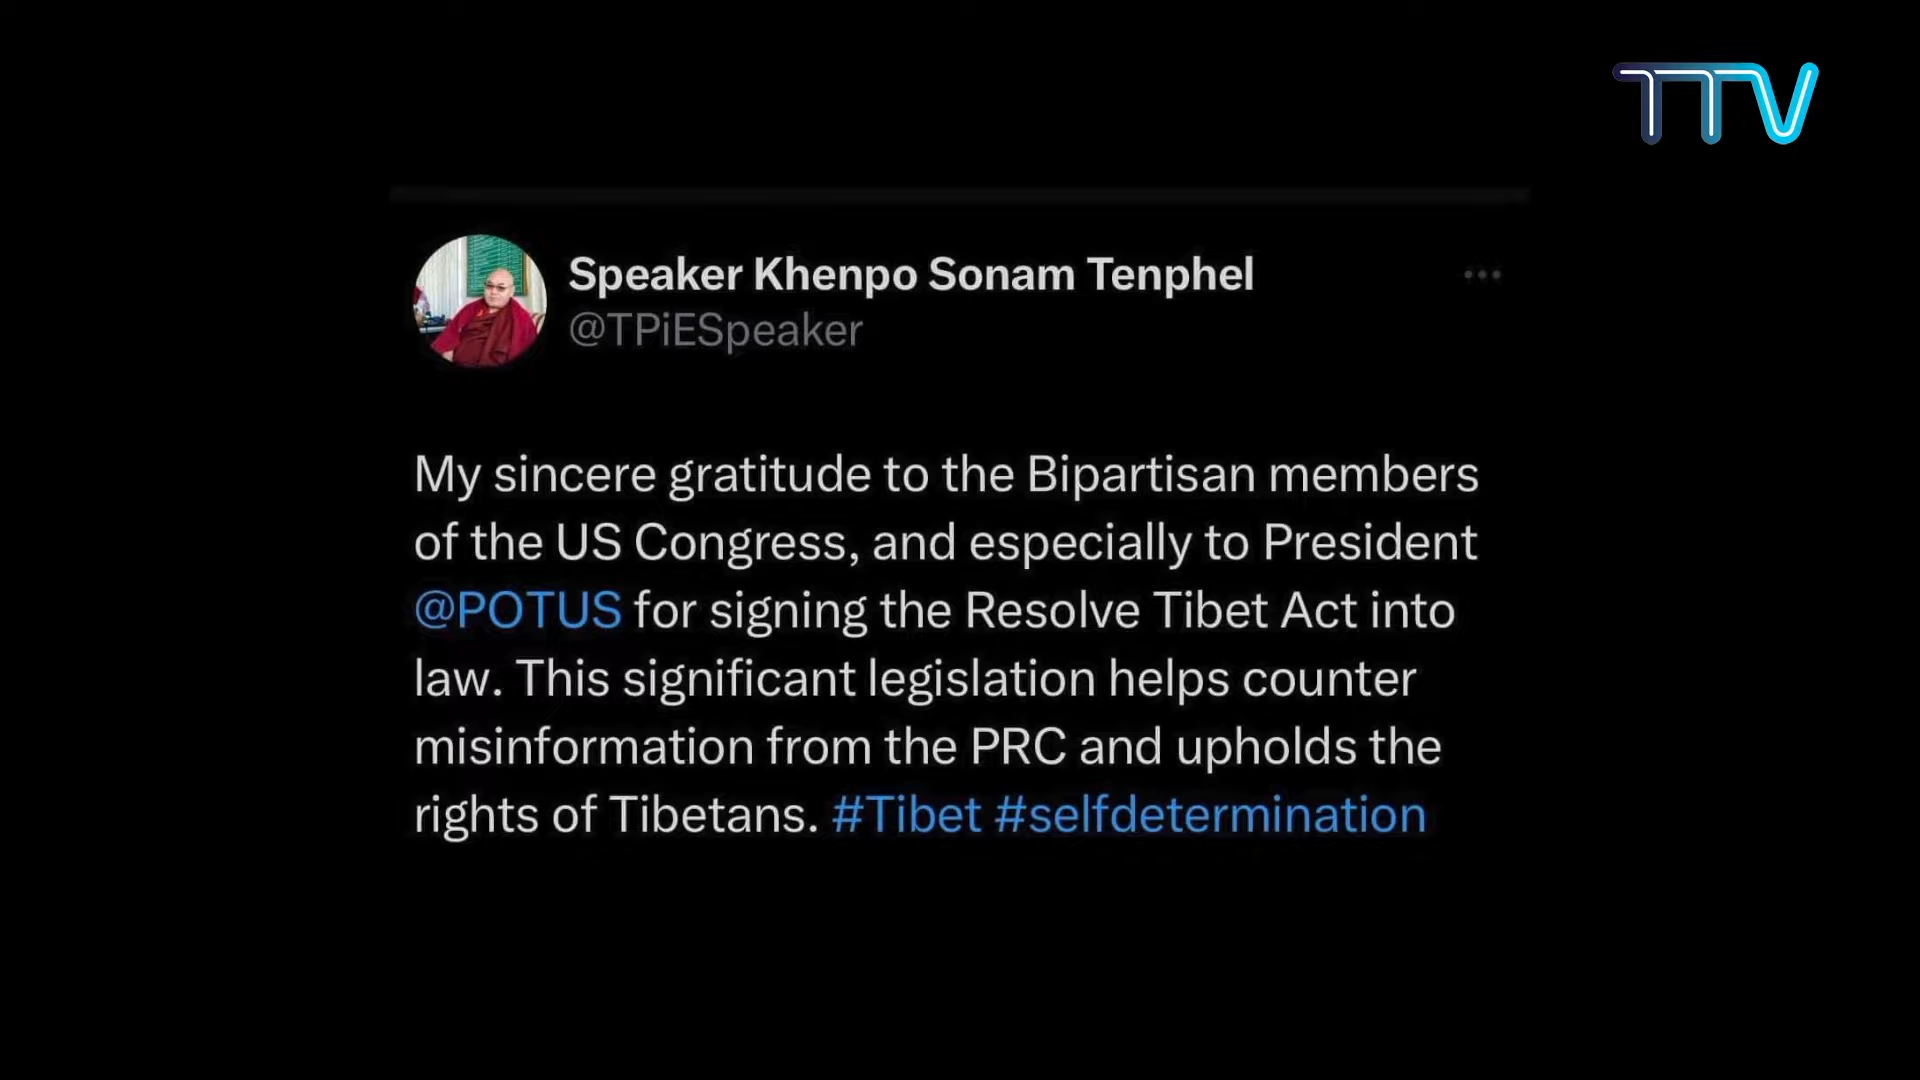 TTV
Speaker Khenpo Sonam Tenphel
@TPiESpeaker
My sincere gratitude to the Bipartisan members
of the US Congress, and especially to President
@POTUS for signing the Resolve Tibet Act into
law. This significant legislation helps counter
misinformation from the PRC and upholds the
rights of Tibetans. #Tibet #selfdetermination